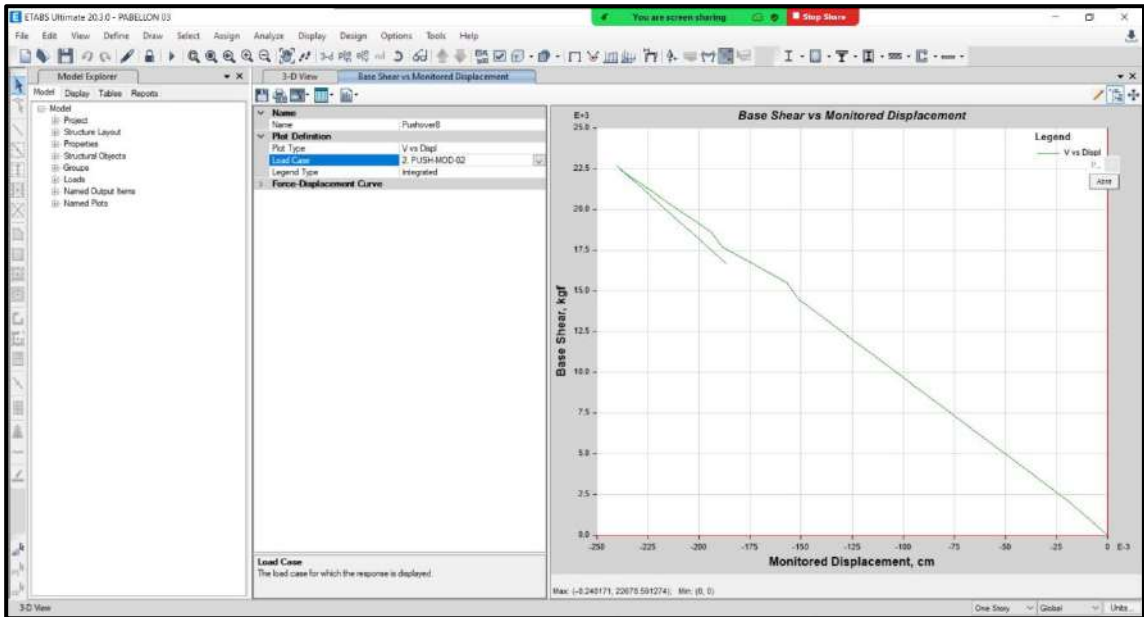 ETABS Ultimate 20.3.0 - PABELLON 03
You are screen sharing
Stop Share
File Edit View Define Draw Select Assign Analyze Display Design Options Tools Help
Model Explorer
3-D View
Base Shear vs Monitored Displacement
Model Display Tables Reports
Model
Project
Structure Layout
Properties
Structural Objects
Groups
Loads
Named Output Items
Named Plots
Name
Name Pushover8
Plot Definition
Plot Type V vs Displ
Load Case 2. PUSH-MOD-02
Legend Type Integrated
Force-Displacement Curve
Load Case
The load case for which the response is displayed.
Base Shear vs Monitored Displacement
E+3
25.0
22.5
20.0
17.5
15.0
12.5
10.0
7.5
5.0
2.5
0.0
Base Shear, kgf
Legend
V vs Displ
-250 -225 -200 -175 -150 -125 -100 -75 -50 -25 0 E-3
Monitored Displacement, cm
Max: (-0.240171, 22678.591274); Min: (0, 0)
3-D View
One Story
Global
Units...